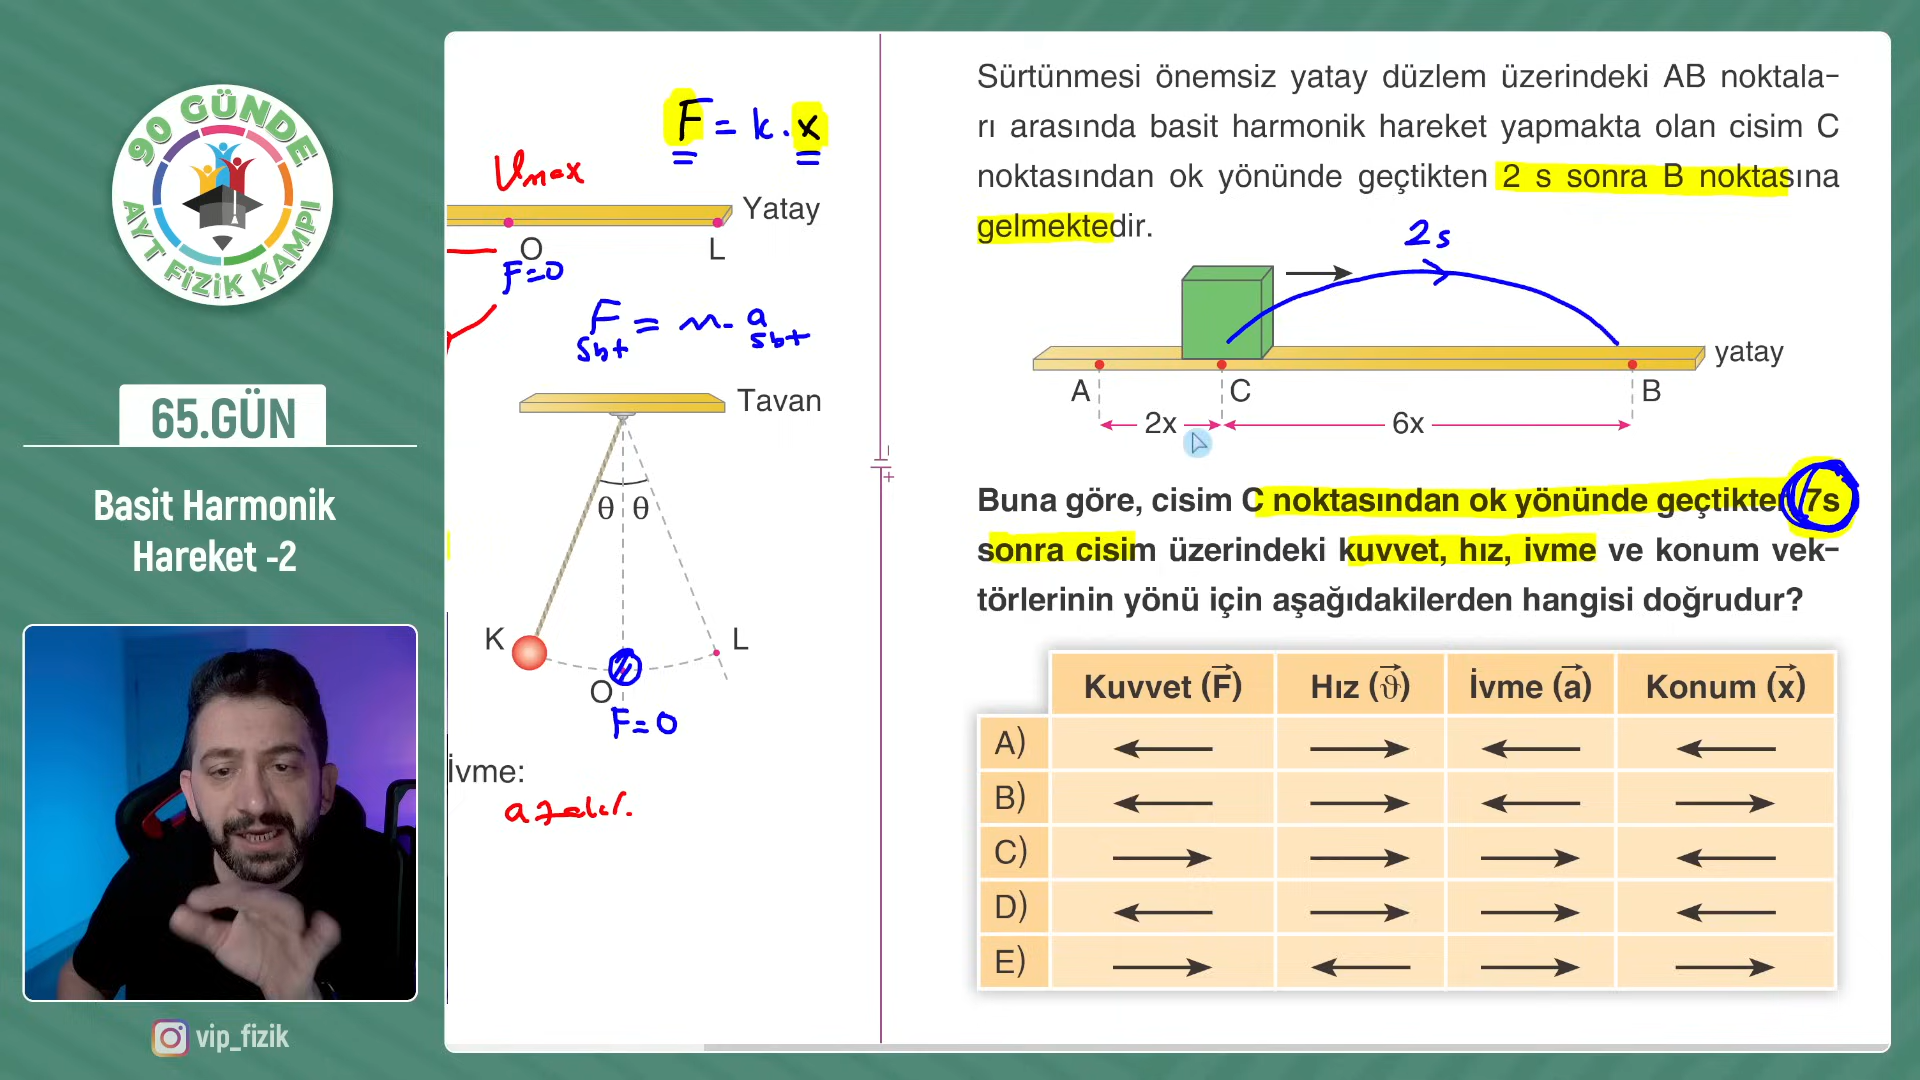 90 GÜNDE
AYT FİZİK KAMPI
65.GÜN
Basit Harmonik
Hareket -2
vip_fizik
F = k . x
Vmax
Yatay
O
L
F=0
F = m . a
sbt sbt
Tavan
θ θ
K
L
O
F=0
İvme:
azalır.
Sürtünmesi önemsiz yatay düzlem üzerindeki AB noktala-
rı arasında basit harmonik hareket yapmakta olan cisim C
noktasından ok yönünde geçtikten 2 s sonra B noktasına
gelmektedir.
2s
yatay
A
C
B
2x
6x
Buna göre, cisim C noktasından ok yönünde geçtikten 7s
sonra cisim üzerindeki kuvvet, hız, ivme ve konum vek-
törlerinin yönü için aşağıdakilerden hangisi doğrudur?
Kuvvet (F⃗) Hız (ϑ⃗) İvme (a⃗) Konum (x⃗)
A) ← → ← ←
B) ← → ← →
C) → → → ←
D) ← → → ←
E) → ← → →